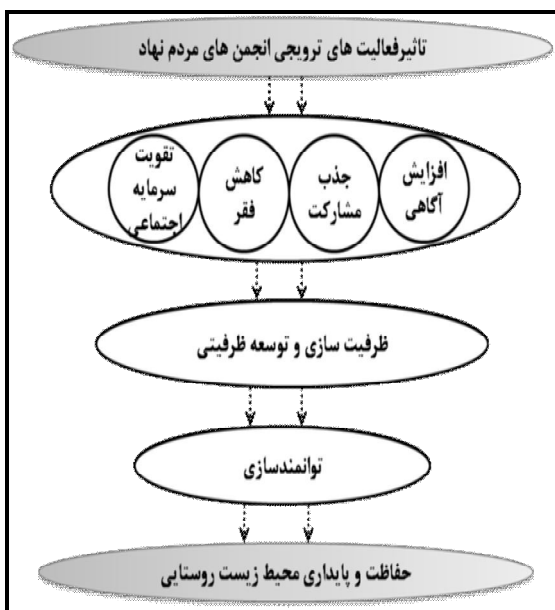 تاثیرفعالیت های ترویجی انجمن های مردم نهاد
افزایش
آگاهی
جذب
مشارکت
کاهش
فقر
تقویت
سرمایه
اجتماعی
ظرفیت سازی و توسعه ظرفیتی
توانمندسازی
حفاظت و پایداری محیط زیست روستایی